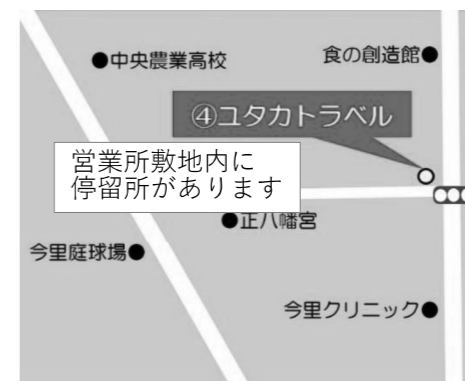 ●中央農業高校
食の創造館●
④ユタカトラベル
営業所敷地内に
停留所があります
●正八幡宮
今里庭球場●
今里クリニック●